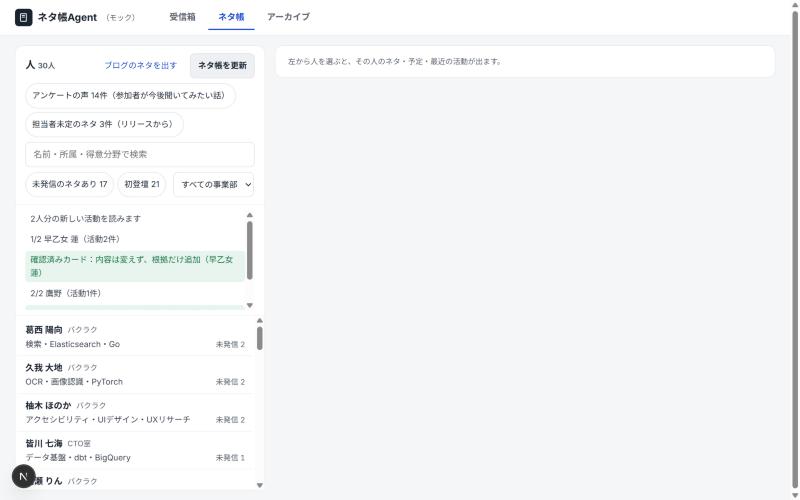 ネタ帳Agent （モック） 受信箱 ネタ帳 アーカイブ
人 30人 ブログのネタを出す ネタ帳を更新
左から人を選ぶと、その人のネタ・予定・最近の活動が出ます。
アンケートの声 14件（参加者が今後聞いてみたい話）
担当者未定のネタ 3件（リリースから）
名前・所属・得意分野で検索
未発信のネタあり 17 初登壇 21 すべての事業部
2人分の新しい活動を読みます
1/2 早乙女 蓮（活動2件）
確認済みカード：内容は変えず、根拠だけ追加（早乙女
蓮）
2/2 鷹野（活動1件）
葛西 陽向 バクラク
検索・Elasticsearch・Go 未発信 2
久我 大地 バクラク
OCR・画像認識・PyTorch 未発信 2
柚木 ほのか バクラク
アクセシビリティ・UIデザイン・UXリサーチ 未発信 2
皆川 七海 CTO室
データ基盤・dbt・BigQuery 未発信 1
瀬 りん バクラク
N